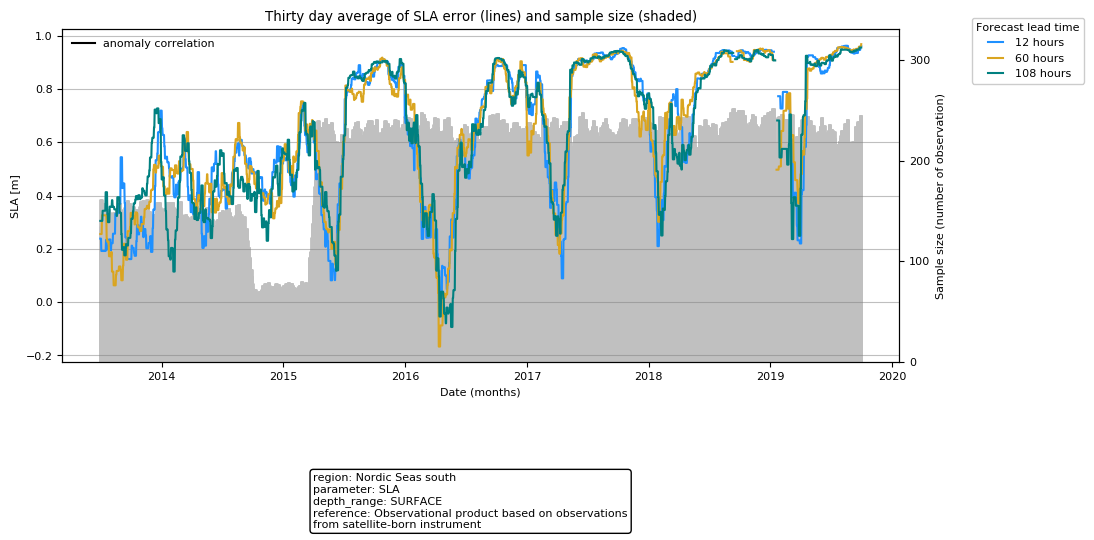 Thirty day average of SLA error (lines) and sample size (shaded)
Forecast lead time
12 hours
60 hours
108 hours
anomaly correlation
1.0
0.8
0.6
0.4
0.2
0.0
−0.2
SLA [m]
300
200
100
0
Sample size (number of observation)
2014
2015
2016
2017
2018
2019
2020
Date (months)
region: Nordic Seas south
parameter: SLA
depth_range: SURFACE
reference: Observational product based on observations
from satellite-born instrument